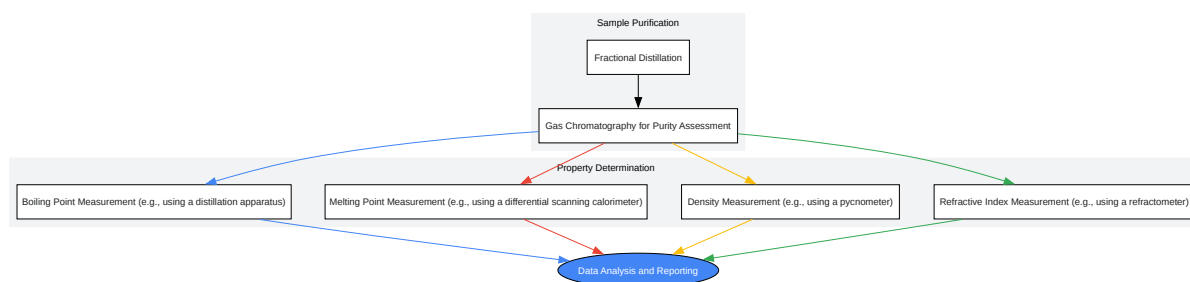 Sample Purification
Fractional Distillation
Gas Chromatography for Purity Assessment
Property Determination
Boiling Point Measurement (e.g., using a distillation apparatus)
Melting Point Measurement (e.g., using a differential scanning calorimeter)
Density Measurement (e.g., using a pycnometer)
Refractive Index Measurement (e.g., using a refractometer)
Data Analysis and Reporting